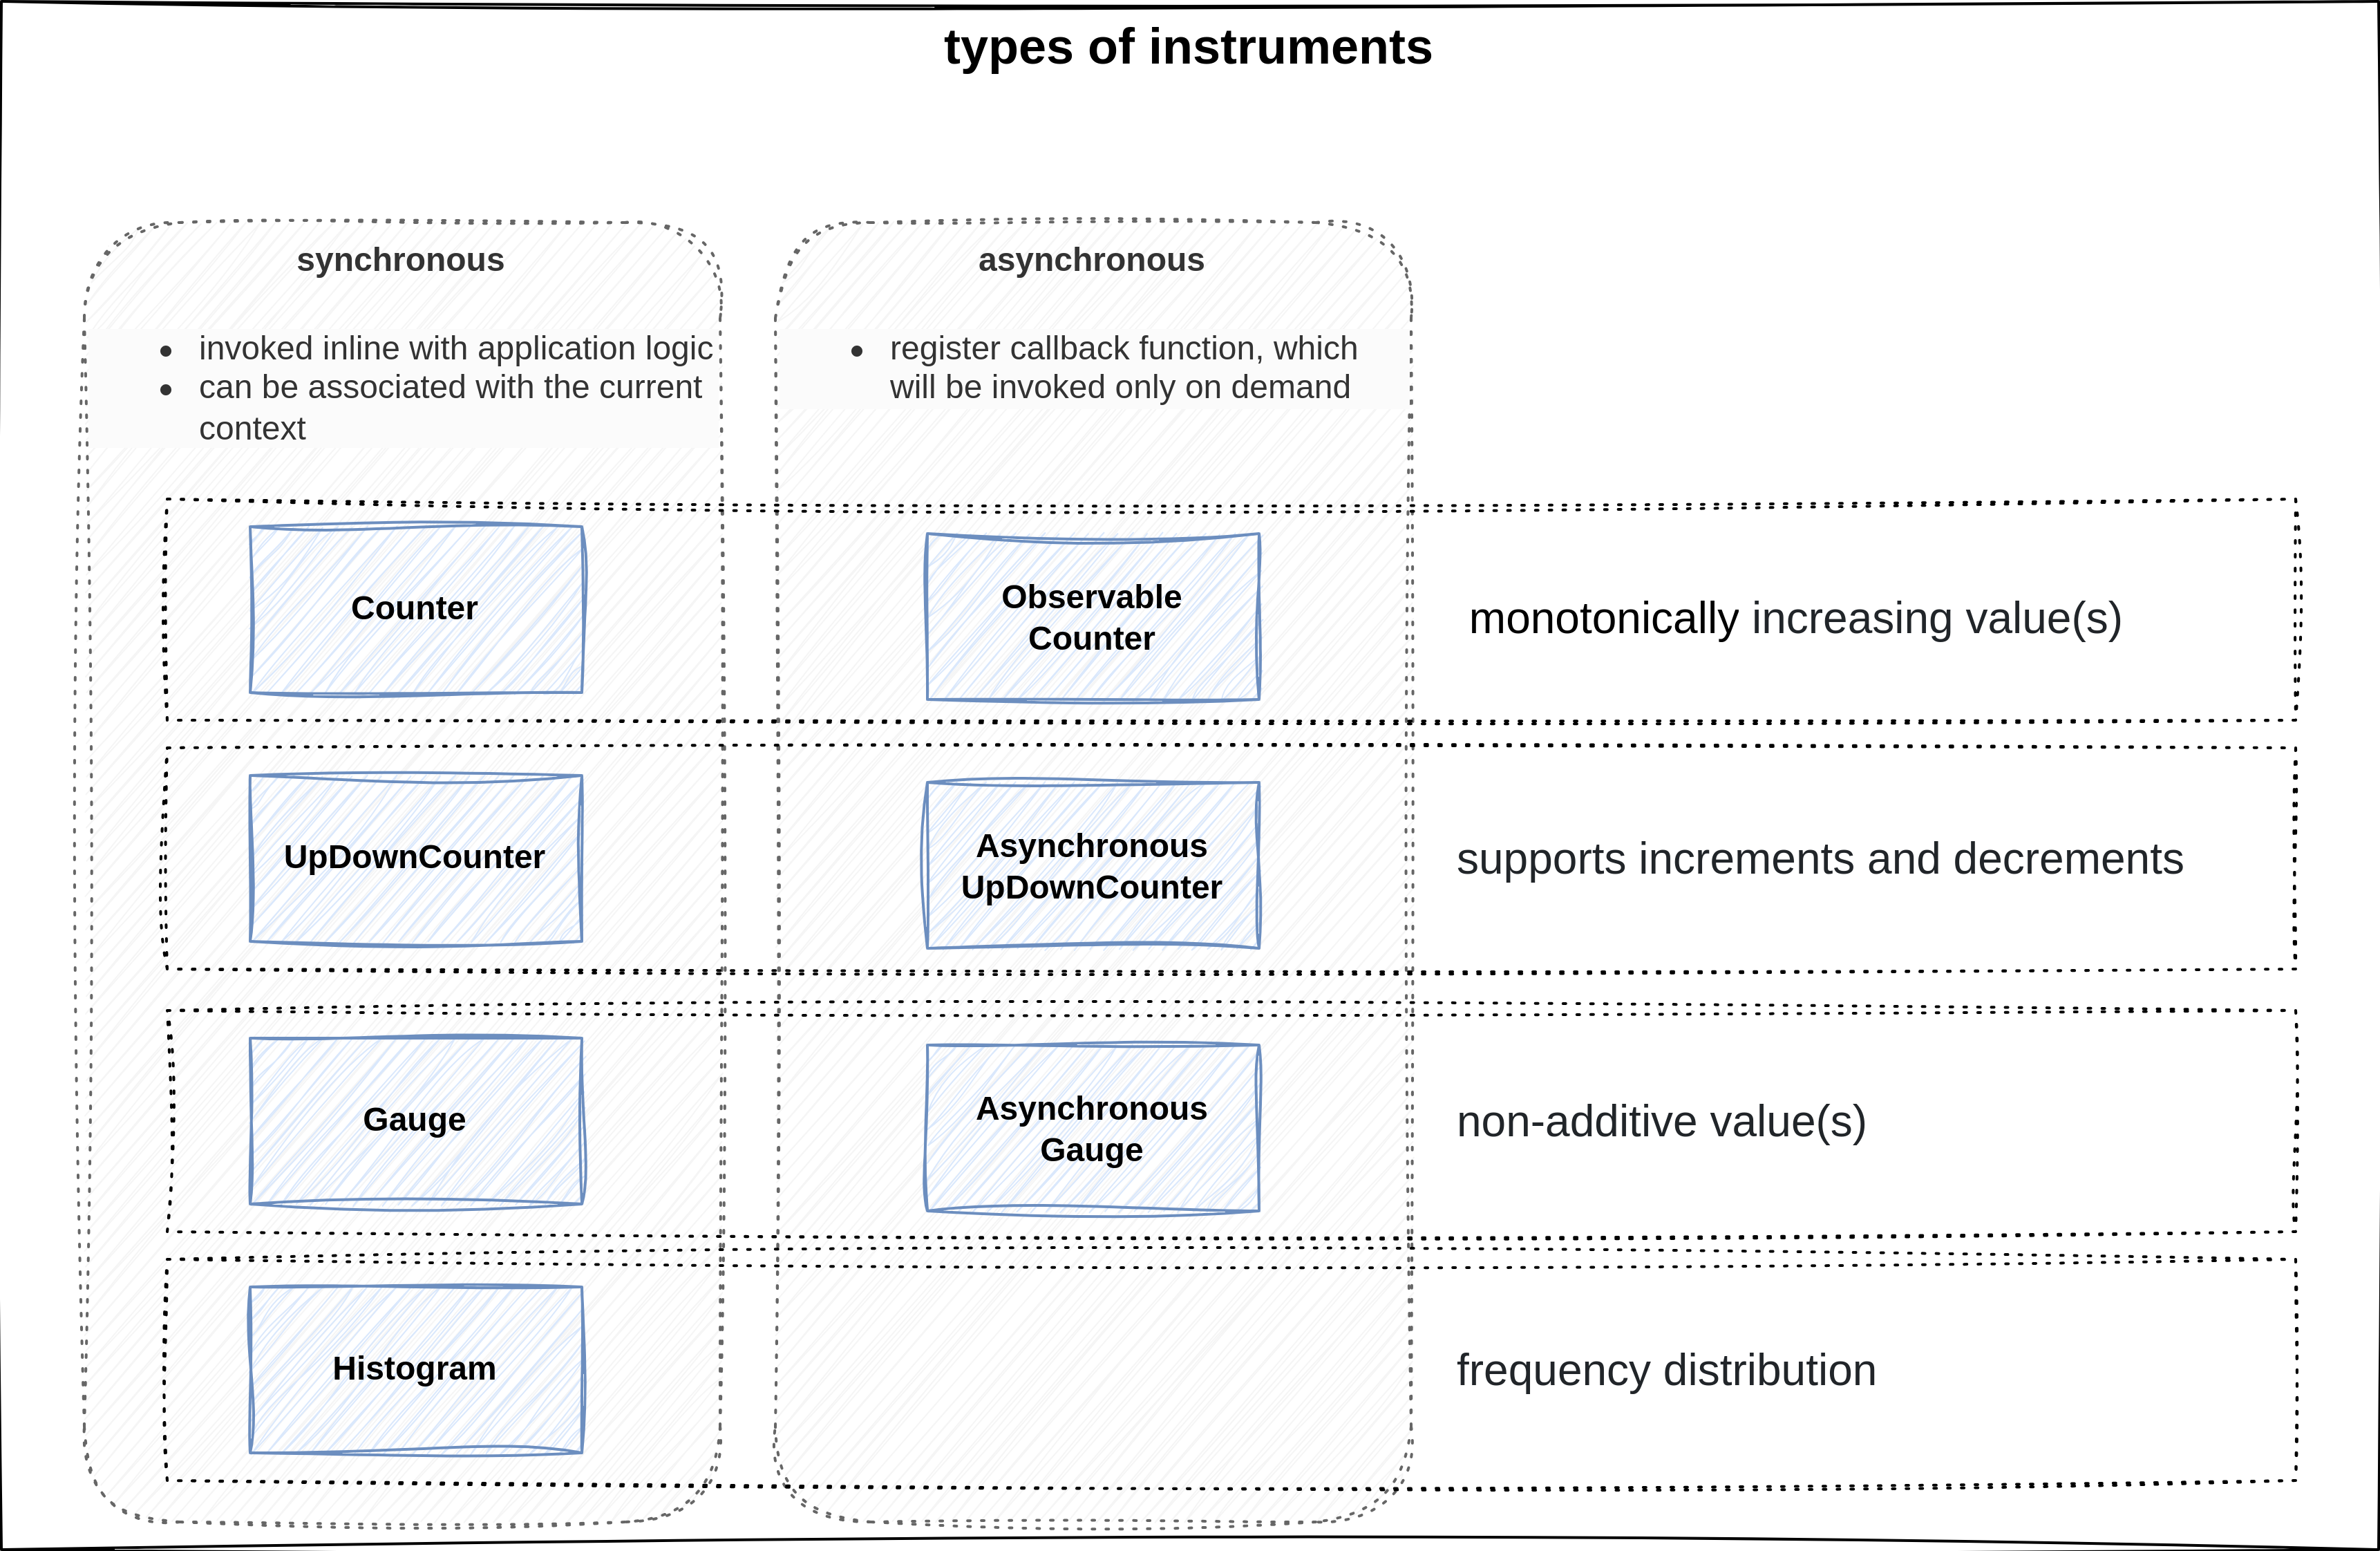 types of instruments
synchronous
invoked inline with application logic
can be associated with the current
context
asynchronous
register callback function, which
will be invoked only on demand
Counter
Observable
Counter
monotonically increasing value(s)
UpDownCounter
Asynchronous
UpDownCounter
supports increments and decrements
Gauge
Asynchronous
Gauge
non-additive value(s)
Histogram
frequency distribution